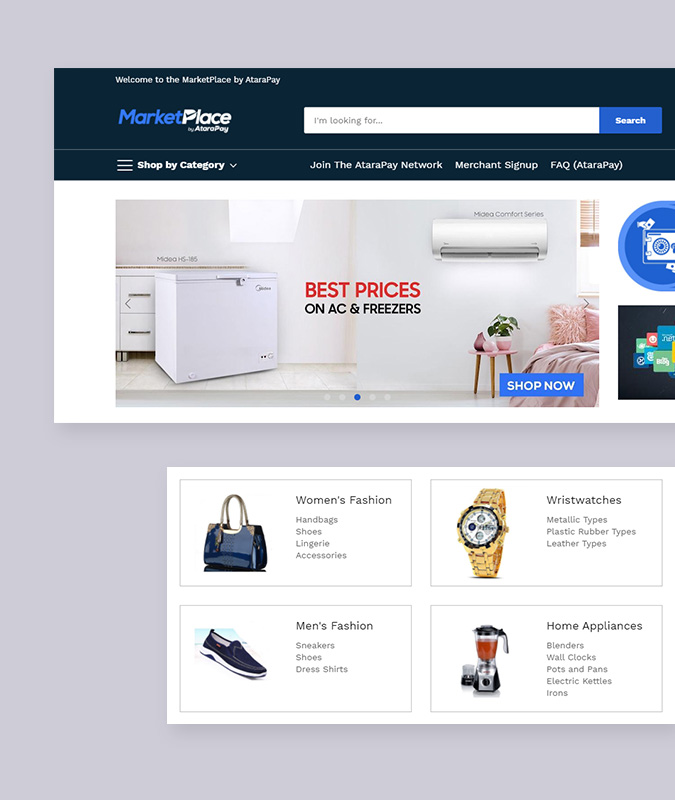 Welcome to the MarketPlace by AtaraPay
MarketPlace
by AtaraPay
I'm looking for...
Search
Shop by Category
Join The AtaraPay Network
Merchant Signup
FAQ (AtaraPay)
Midea HS-185
Midea
Midea Comfort Series
BEST PRICES
ON AC & FREEZERS
SHOP NOW
Women's Fashion
Handbags
Shoes
Lingerie
Accessories
Wristwatches
Metallic Types
Plastic Rubber Types
Leather Types
Men's Fashion
Sneakers
Shoes
Dress Shirts
Home Appliances
Blenders
Wall Clocks
Pots and Pans
Electric Kettles
Irons